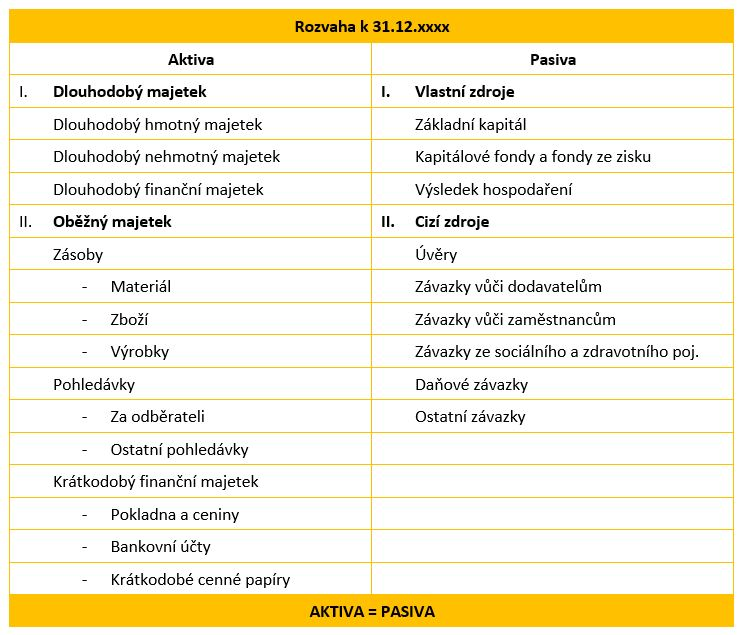 Rozvaha k 31.12.xxxx
Aktiva Pasiva
I. Dlouhodobý majetek I. Vlastní zdroje
Dlouhodobý hmotný majetek Základní kapitál
Dlouhodobý nehmotný majetek Kapitálové fondy a fondy ze zisku
Dlouhodobý finanční majetek Výsledek hospodaření
II. Oběžný majetek II. Cizí zdroje
Zásoby Úvěry
- Materiál Závazky vůči dodavatelům
- Zboží Závazky vůči zaměstnancům
- Výrobky Závazky ze sociálního a zdravotního poj.
Pohledávky Daňové závazky
- Za odběrateli Ostatní závazky
- Ostatní pohledávky
Krátkodobý finanční majetek
- Pokladna a ceniny
- Bankovní účty
- Krátkodobé cenné papíry
AKTIVA = PASIVA